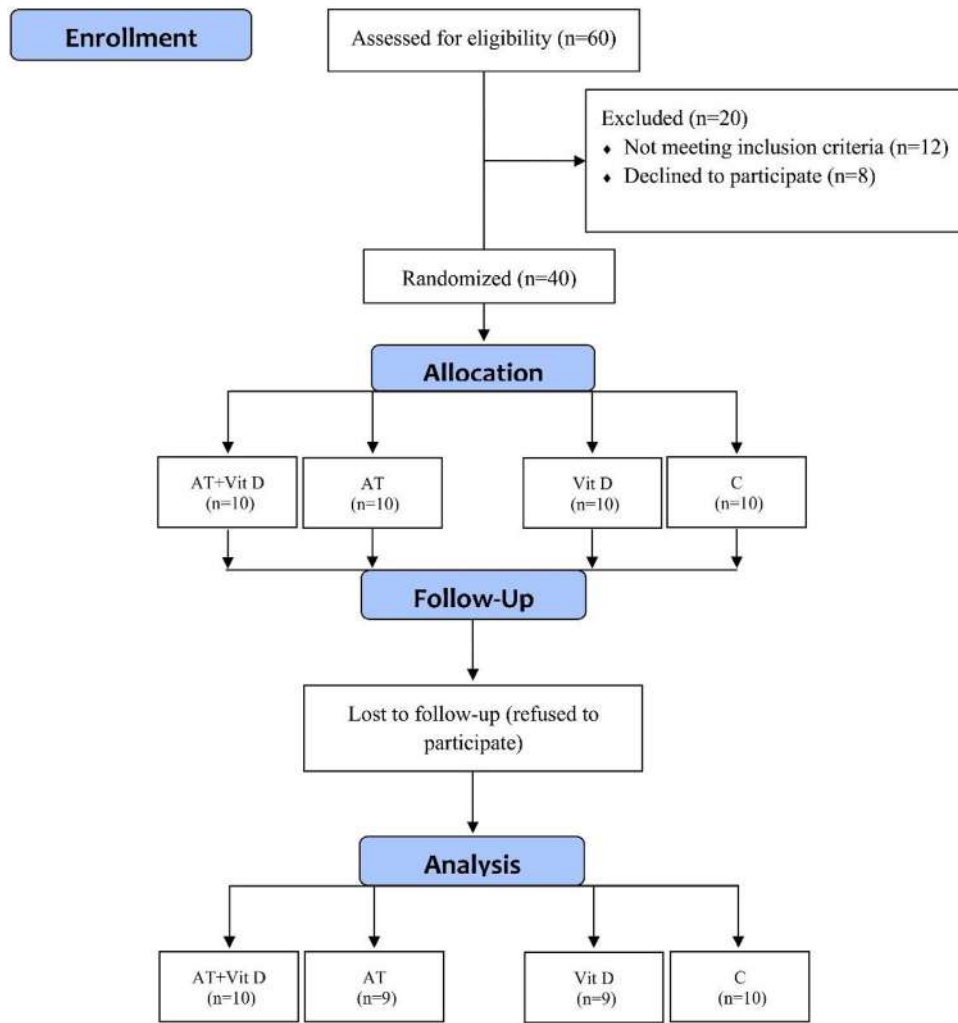 Enrollment
Assessed for eligibility (n=60)
Excluded (n=20)
♦ Not meeting inclusion criteria (n=12)
♦ Declined to participate (n=8)
Randomized (n=40)
Allocation
AT+Vit D
(n=10)
AT
(n=10)
Vit D
(n=10)
C
(n=10)
Follow-Up
Lost to follow-up (refused to
participate)
Analysis
AT+Vit D
(n=10)
AT
(n=9)
Vit D
(n=9)
C
(n=10)